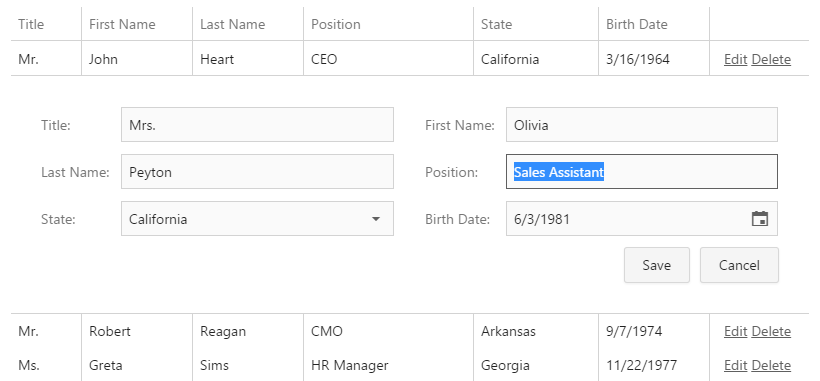 Title First Name Last Name Position State Birth Date
Mr. John Heart CEO California 3/16/1964 Edit Delete
Title: Mrs. First Name: Olivia
Last Name: Peyton Position: Sales Assistant
State: California Birth Date: 6/3/1981
Save Cancel
Mr. Robert Reagan CMO Arkansas 9/7/1974 Edit Delete
Ms. Greta Sims HR Manager Georgia 11/22/1977 Edit Delete